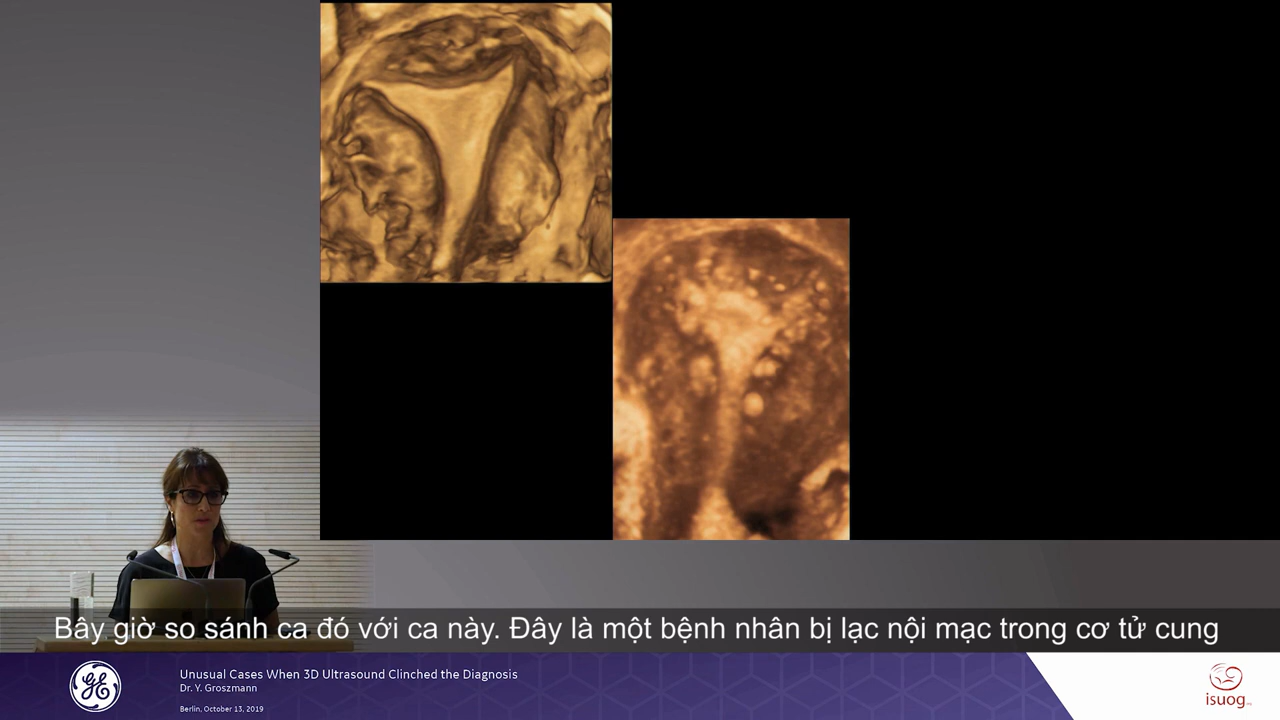 Bây giờ so sánh ca đó với ca này. Đây là một bệnh nhân bị lạc nội mạc trong cơ tử cung
Unusual Cases When 3D Ultrasound Clinched the Diagnosis
Dr. Y. Groszmann
Berlin, October 13, 2019
isuog.org